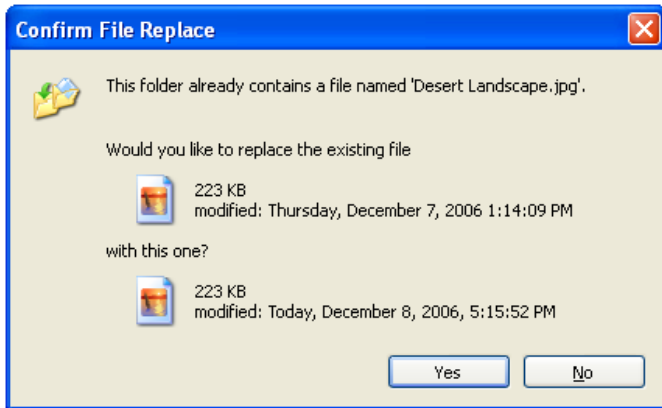 Confirm File Replace
This folder already contains a file named 'Desert Landscape.jpg'.
Would you like to replace the existing file
223 KB
modified: Thursday, December 7, 2006 1:14:09 PM
with this one?
223 KB
modified: Today, December 8, 2006, 5:15:52 PM
Yes No